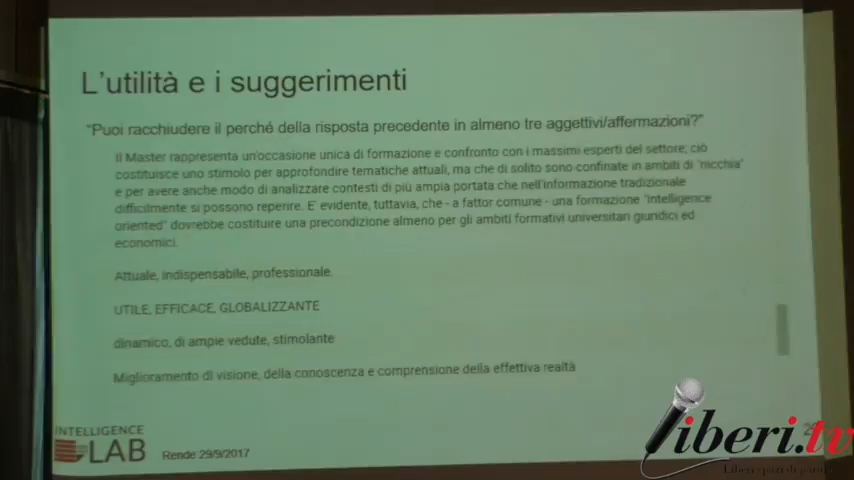 L'utilità e i suggerimenti
"Puoi racchiudere il perché della risposta precedente in almeno tre aggettivi/affermazioni?"
Il Master rappresenta un'occasione unica di formazione e confronto con i massimi esperti del settore, ciò
costituisce uno stimolo per approfondire tematiche attuali, ma che di solito sono confinate in ambiti di "nicchia"
e per avere anche modo di analizzare contesti di più ampia portata che nell'informazione tradizionale
difficilmente si possono reperire. E' evidente, tuttavia, che - a fattor comune - una formazione "intelligence
oriented" dovrebbe costituire una precondizione almeno per gli ambiti formativi universitari giuridici ed
economici.
Attuale, indispensabile, professionale.
UTILE, EFFICACE, GLOBALIZZANTE
dinamico, di ampie vedute, stimolante
Miglioramento di visione, della conoscenza e comprensione della effettiva realtà
INTELLIGENCE
LAB
Rende 29/9/2017
liberi.tv